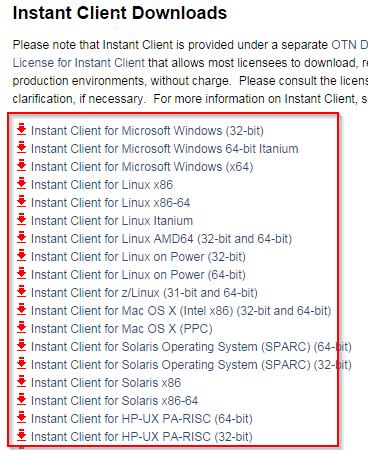 Instant Client Downloads
Please note that Instant Client is provided under a separate OTN D
License for Instant Client that allows most licensees to download, re
production environments, without charge. Please consult the licens
clarification, if necessary. For more information on Instant Client, s
Instant Client for Microsoft Windows (32-bit)
Instant Client for Microsoft Windows 64-bit Itanium
Instant Client for Microsoft Windows (x64)
Instant Client for Linux x86
Instant Client for Linux x86-64
Instant Client for Linux Itanium
Instant Client for Linux AMD64 (32-bit and 64-bit)
Instant Client for Linux on Power (32-bit)
Instant Client for Linux on Power (64-bit)
Instant Client for z/Linux (31-bit and 64-bit)
Instant Client for Mac OS X (Intel x86) (32-bit and 64-bit)
Instant Client for Mac OS X (PPC)
Instant Client for Solaris Operating System (SPARC) (64-bit)
Instant Client for Solaris Operating System (SPARC) (32-bit)
Instant Client for Solaris x86
Instant Client for Solaris x86-64
Instant Client for HP-UX PA-RISC (64-bit)
Instant Client for HP-UX PA-RISC (32-bit)